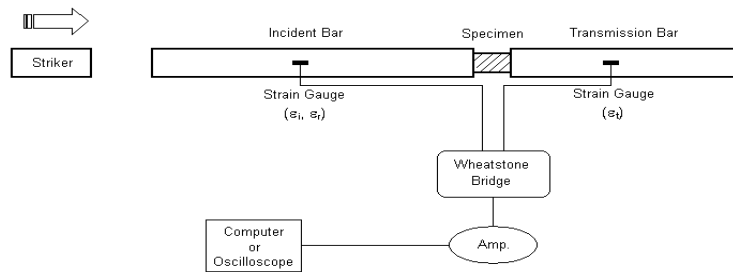 Incident Bar
Specimen
Transmission Bar
Striker
Strain Gauge
(εi, εr)
Strain Gauge
(εt)
Wheatstone
Bridge
Computer
or
Oscilloscope
Amp.